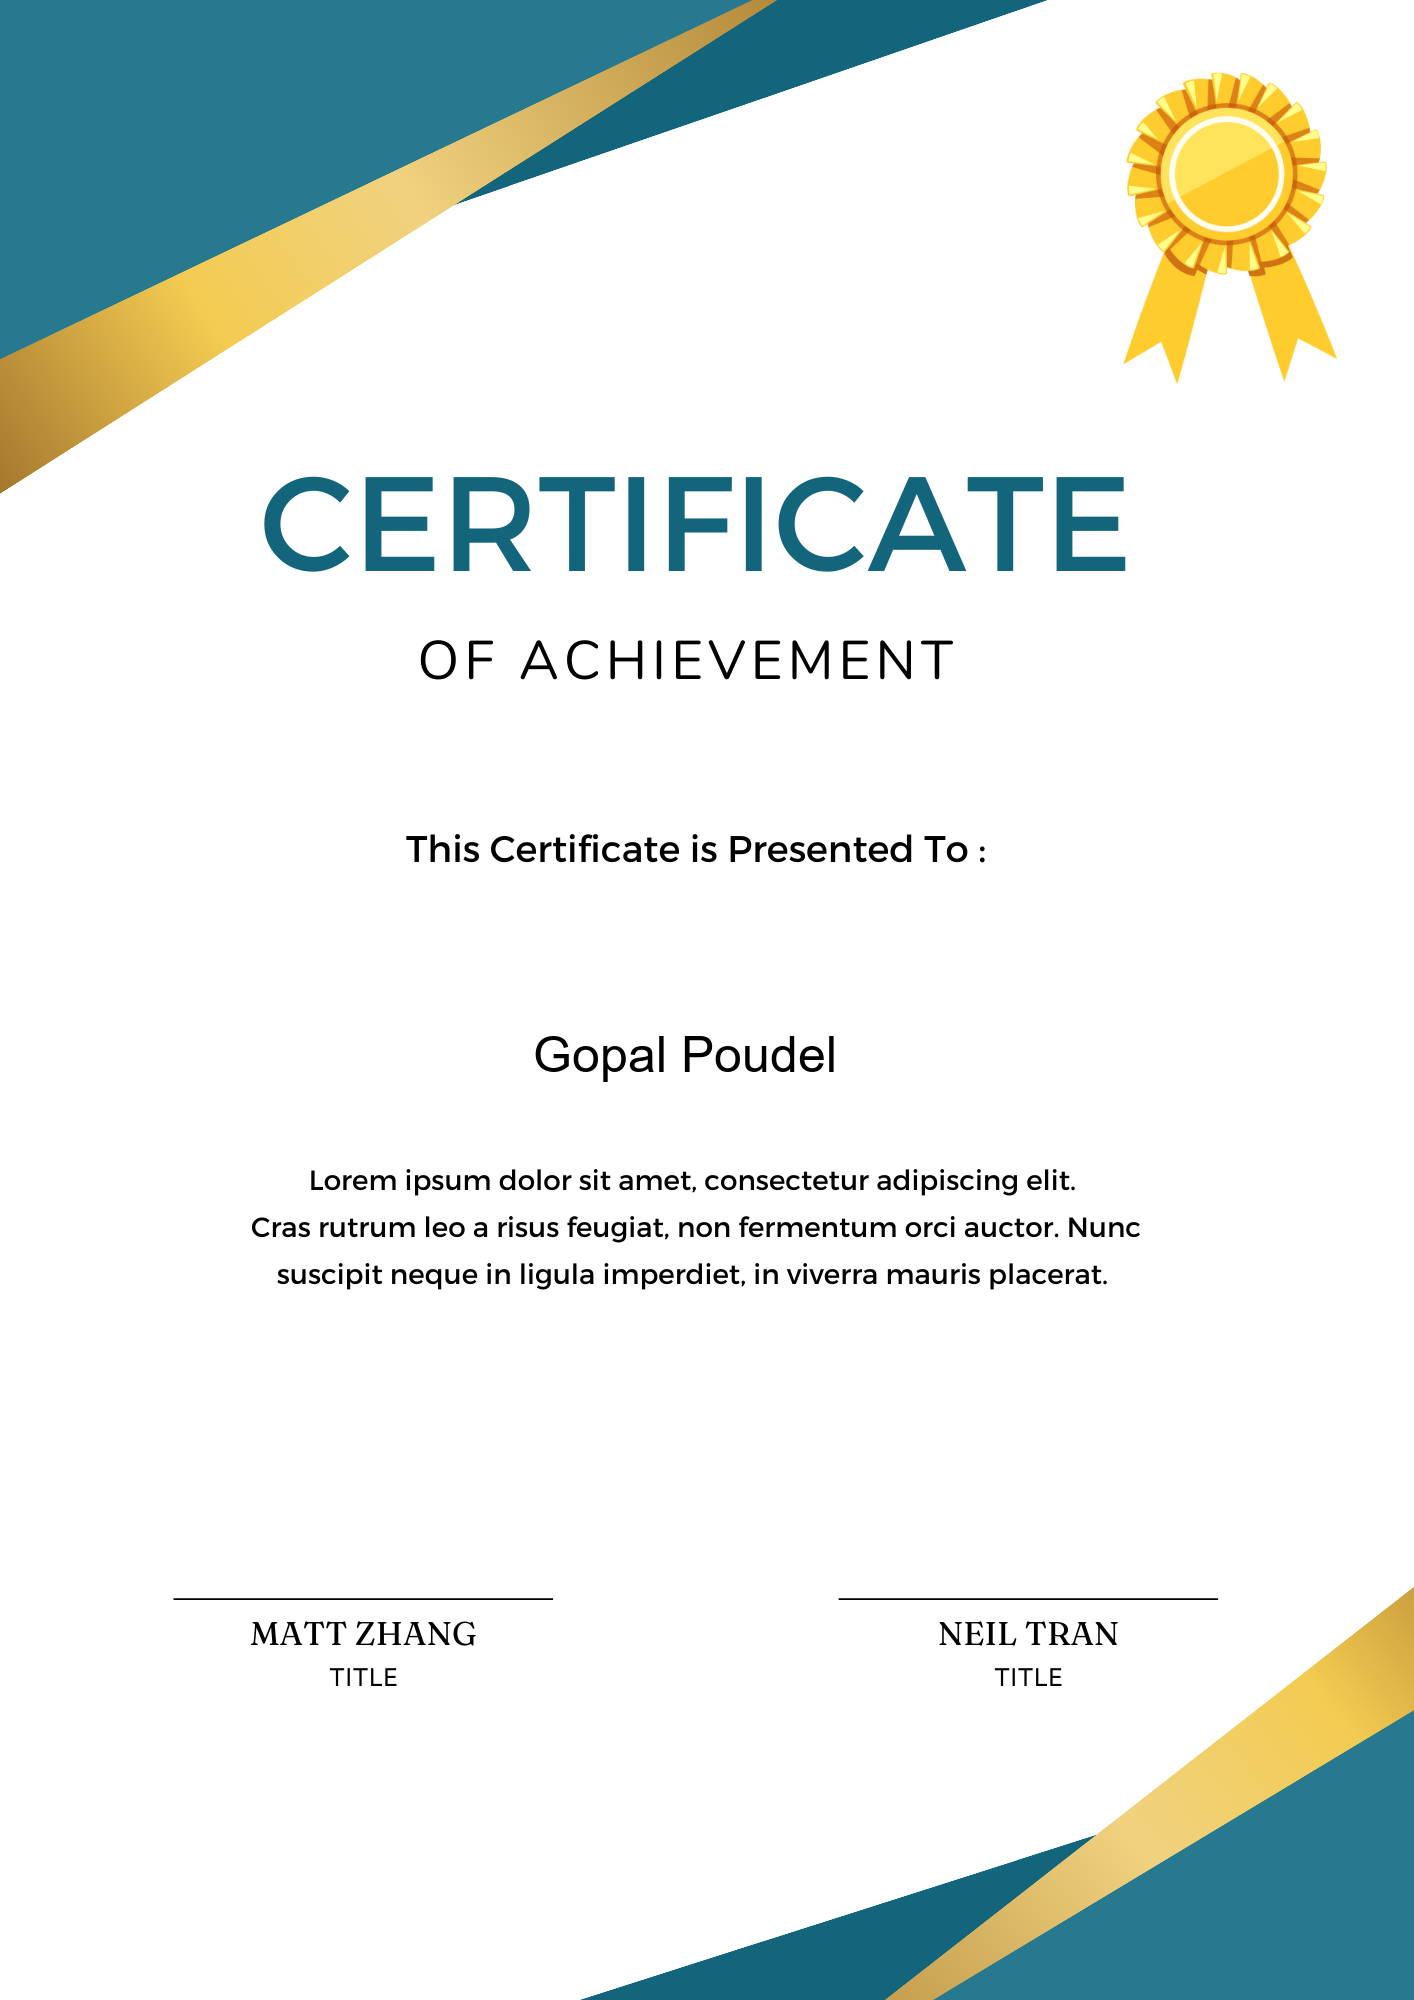 CERTIFICATE
OF ACHIEVEMENT
This Certificate is Presented To :
Gopal Poudel
Lorem ipsum dolor sit amet, consectetur adipiscing elit.
Cras rutrum leo a risus feugiat, non fermentum orci auctor. Nunc
suscipit neque in ligula imperdiet, in viverra mauris placerat.
MATT ZHANG
TITLE
NEIL TRAN
TITLE